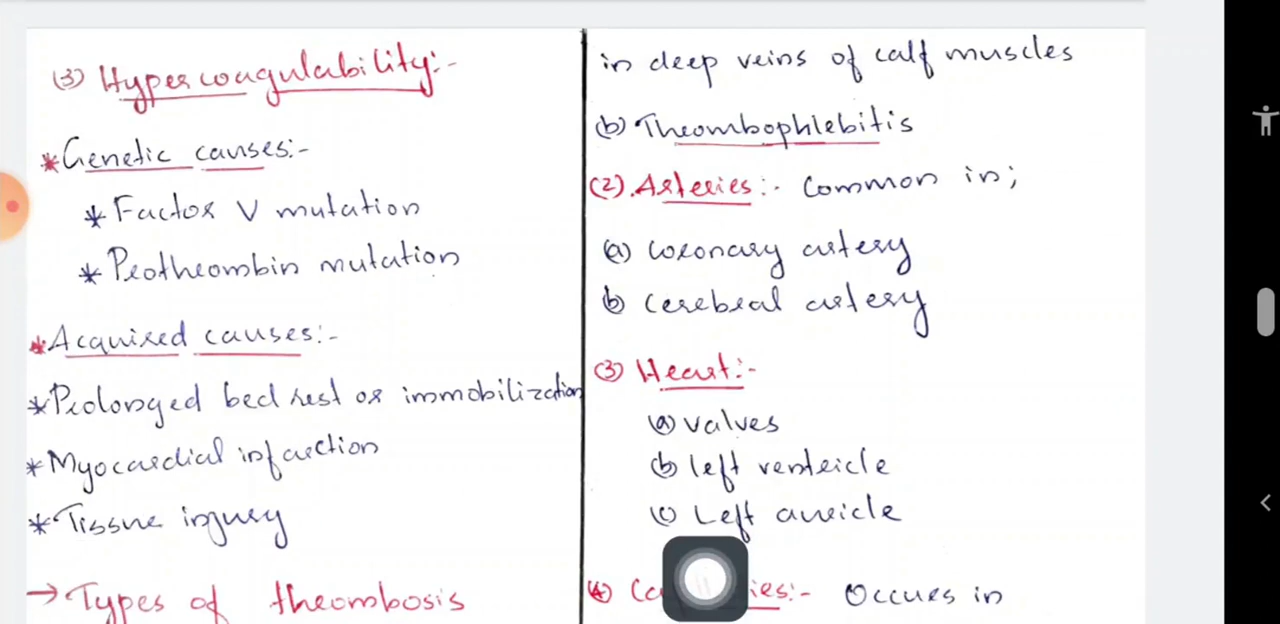 (3) Hypercoagulability:-
*Genetic causes:-
* Factor V mutation
* Prothrombin mutation
*Acquired causes:-
*Prolonged bed rest or immobilization
*Myocardial infarction
*Tissue injury
→ Types of thrombosis
in deep veins of calf muscles
(b) Thrombophlebitis
(2). Arteries:- Common in;
(a) coronary artery
(b) cerebral artery
(3) Heart:-
(a) valves
(b) left ventricle
(c) Left auricle
(4) :- Occurs in